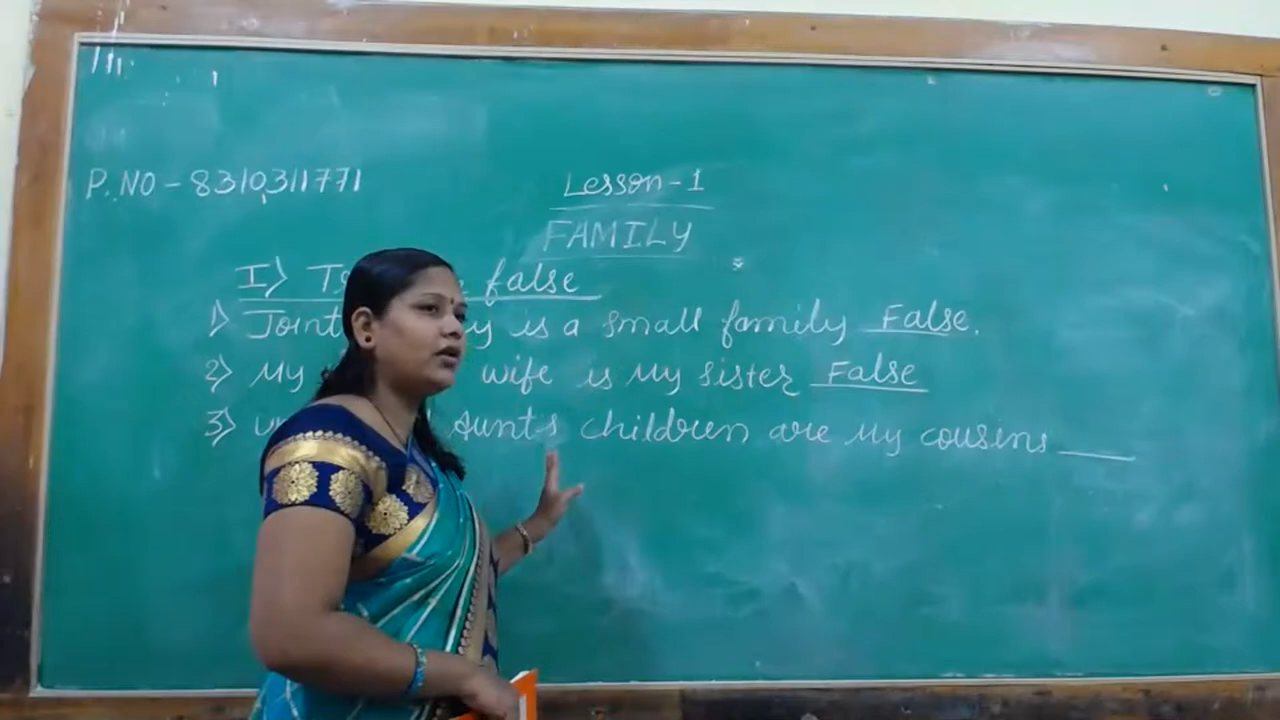 P.NO - 8310311771
Lesson - 1
FAMILY
I) false
1) Joint is a small family False.
2) My wife is My sister False
3) Aunt's children are My cousins ____